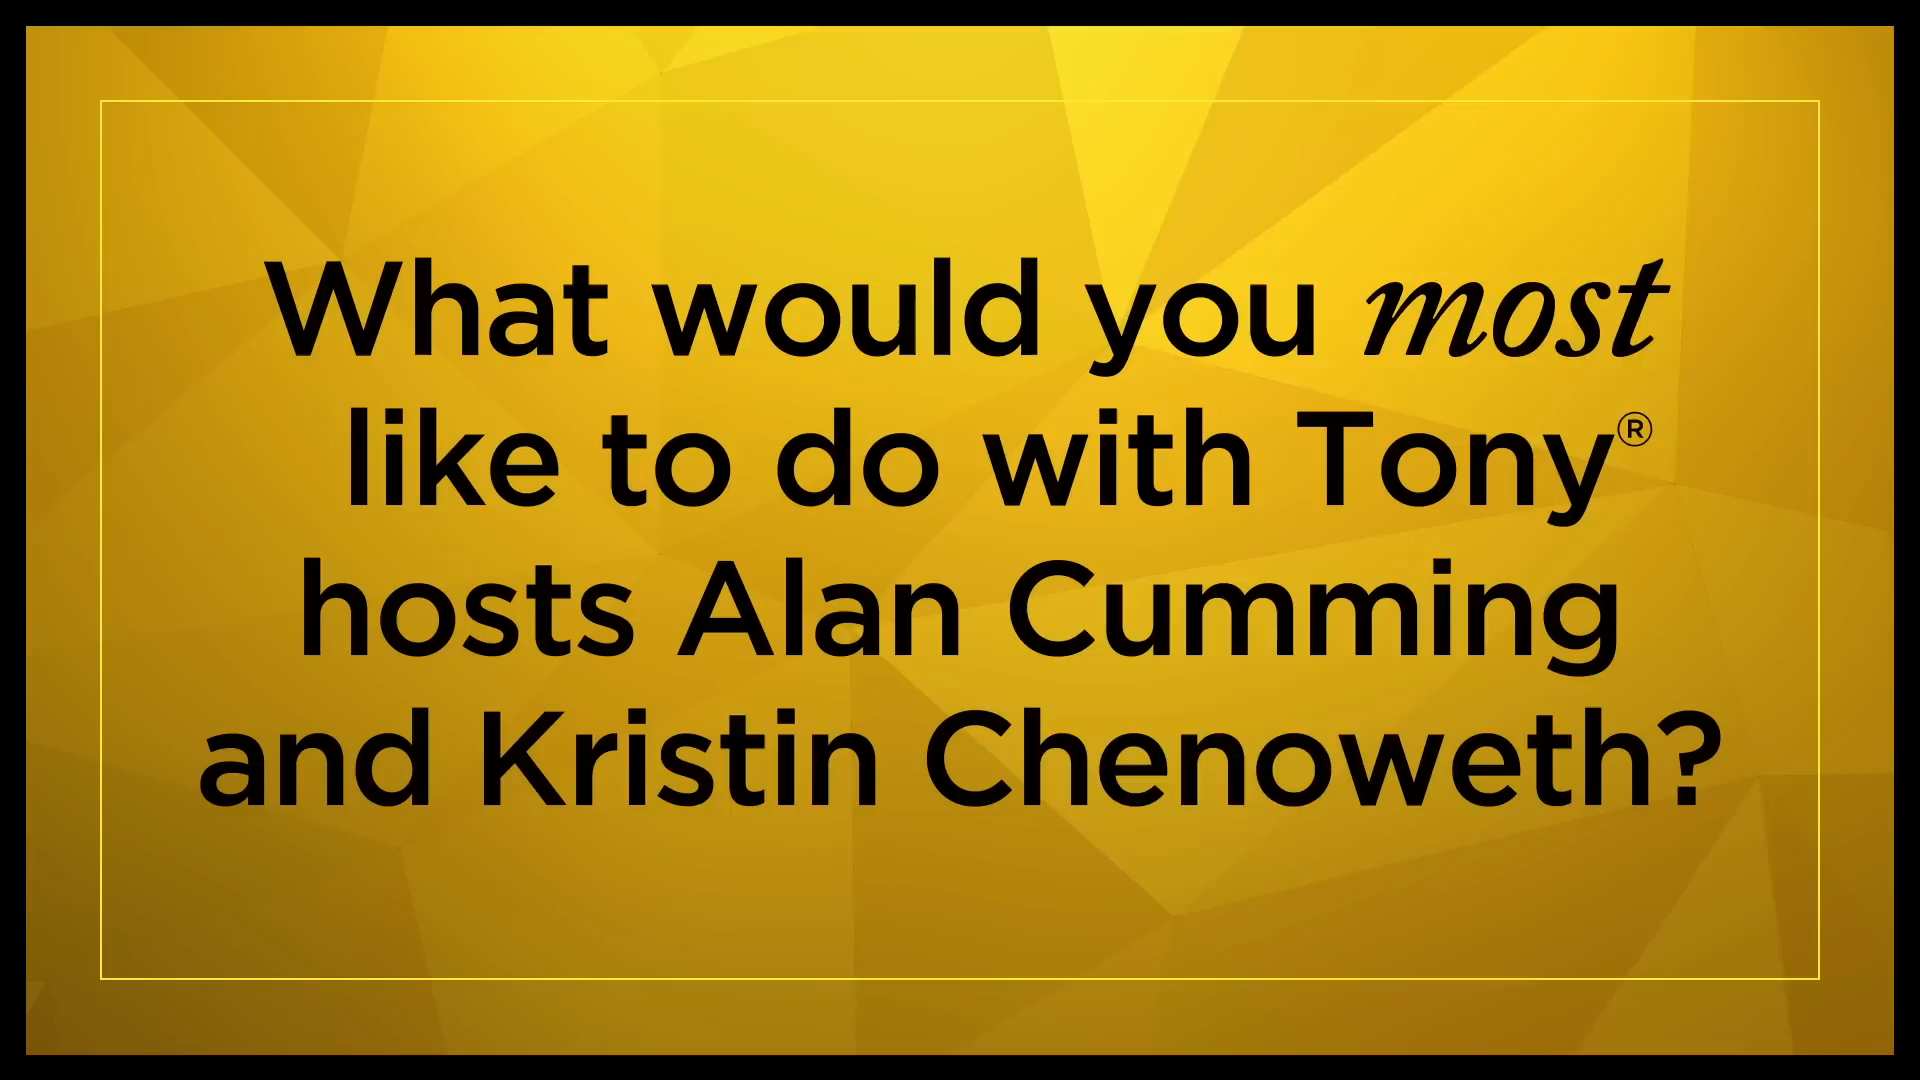 What would you most
like to do with Tony®
hosts Alan Cumming
and Kristin Chenoweth?